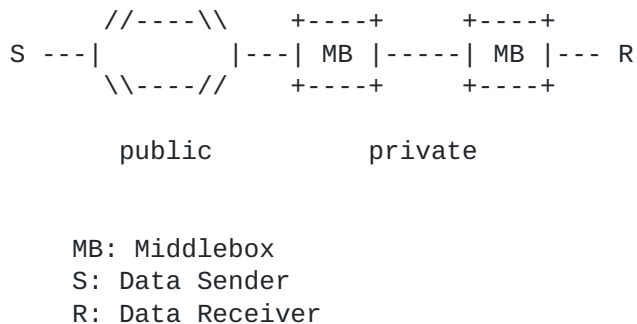 //----\\ +----+ +----+
S ---| |---| MB |-----| MB |--- R
\\----// +----+ +----+
public private
MB: Middlebox
S: Data Sender
R: Data Receiver